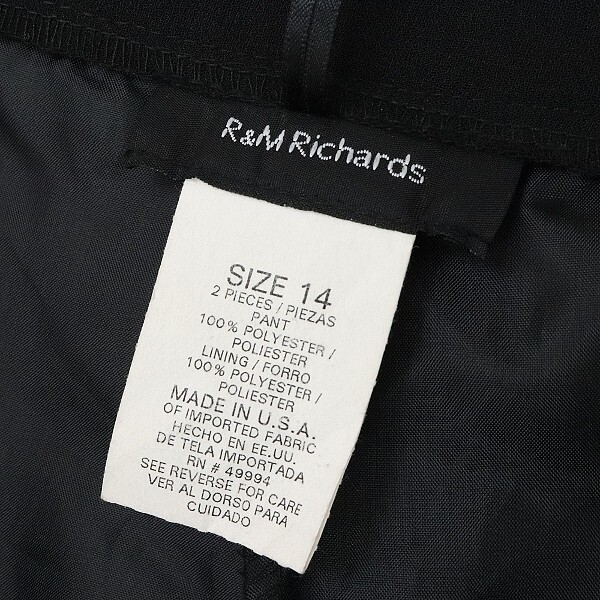 R&M Richards
SIZE 14
2 PIECES / PIEZAS
PANT
100% POLYESTER /
POLIESTER
LINING / FORRO
100% POLYESTER /
POLIESTER
MADE IN U.S.A.
OF IMPORTED FABRIC
HECHO EN EE.UU.
DE TELA IMPORTADA
RN # 49994
SEE REVERSE FOR CARE
VER AL DORSO PARA
CUIDADO